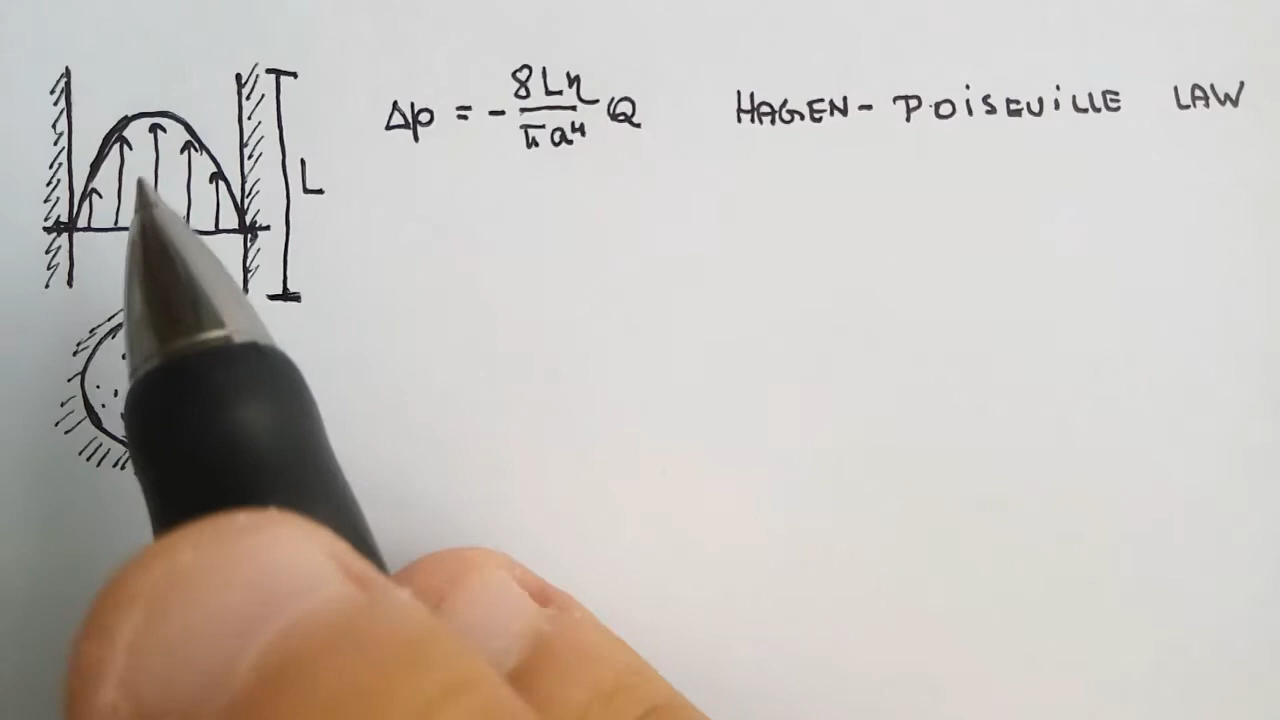 Δp = - 8Lη / πa⁴ Q HAGEN-POISEUILLE LAW
L